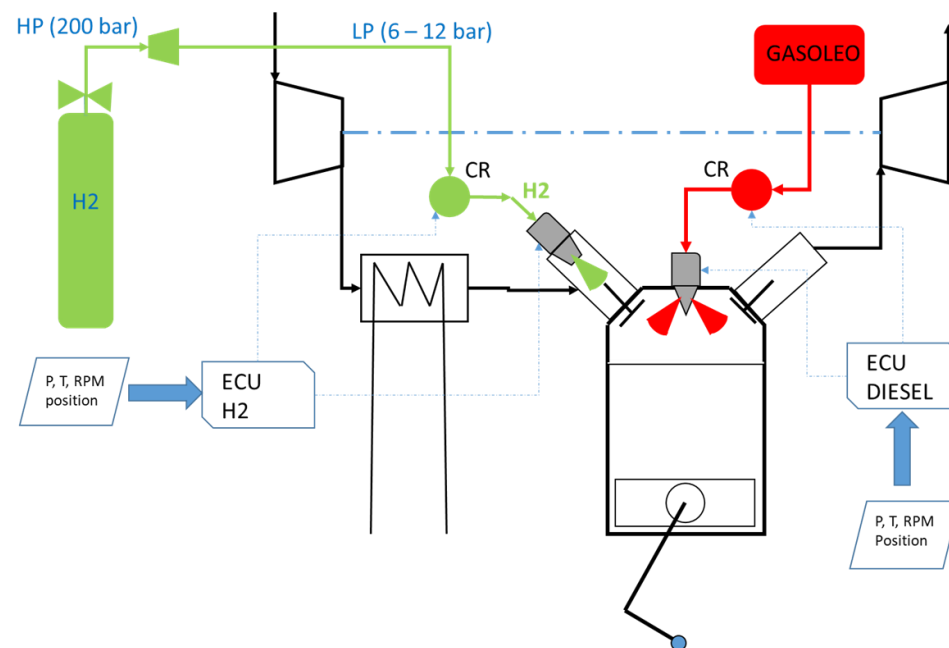 HP (200 bar)
LP (6 – 12 bar)
GASOLEO
H2
CR
H2
CR
P, T, RPM
position
ECU
H2
ECU
DIESEL
P, T, RPM
Position